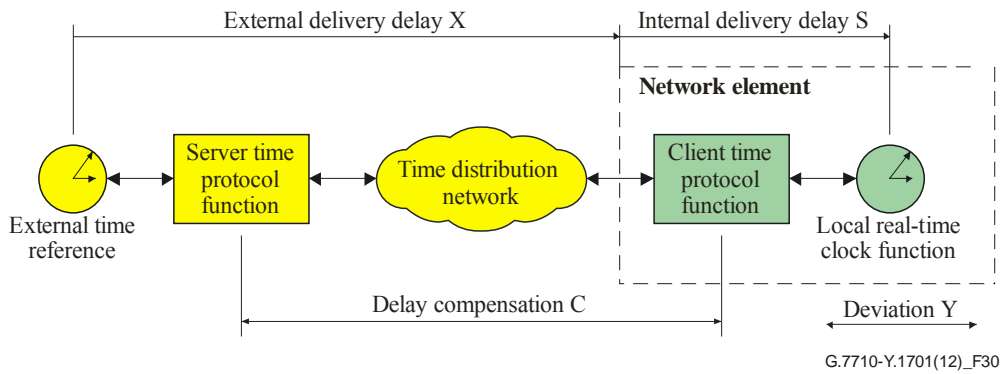 External delivery delay X
Internal delivery delay S
Network element
Server time
protocol
function
Time distribution
network
Client time
protocol
function
External time
reference
Local real-time
clock function
Delay compensation C
Deviation Y
G.7710-Y.1701(12)_F30